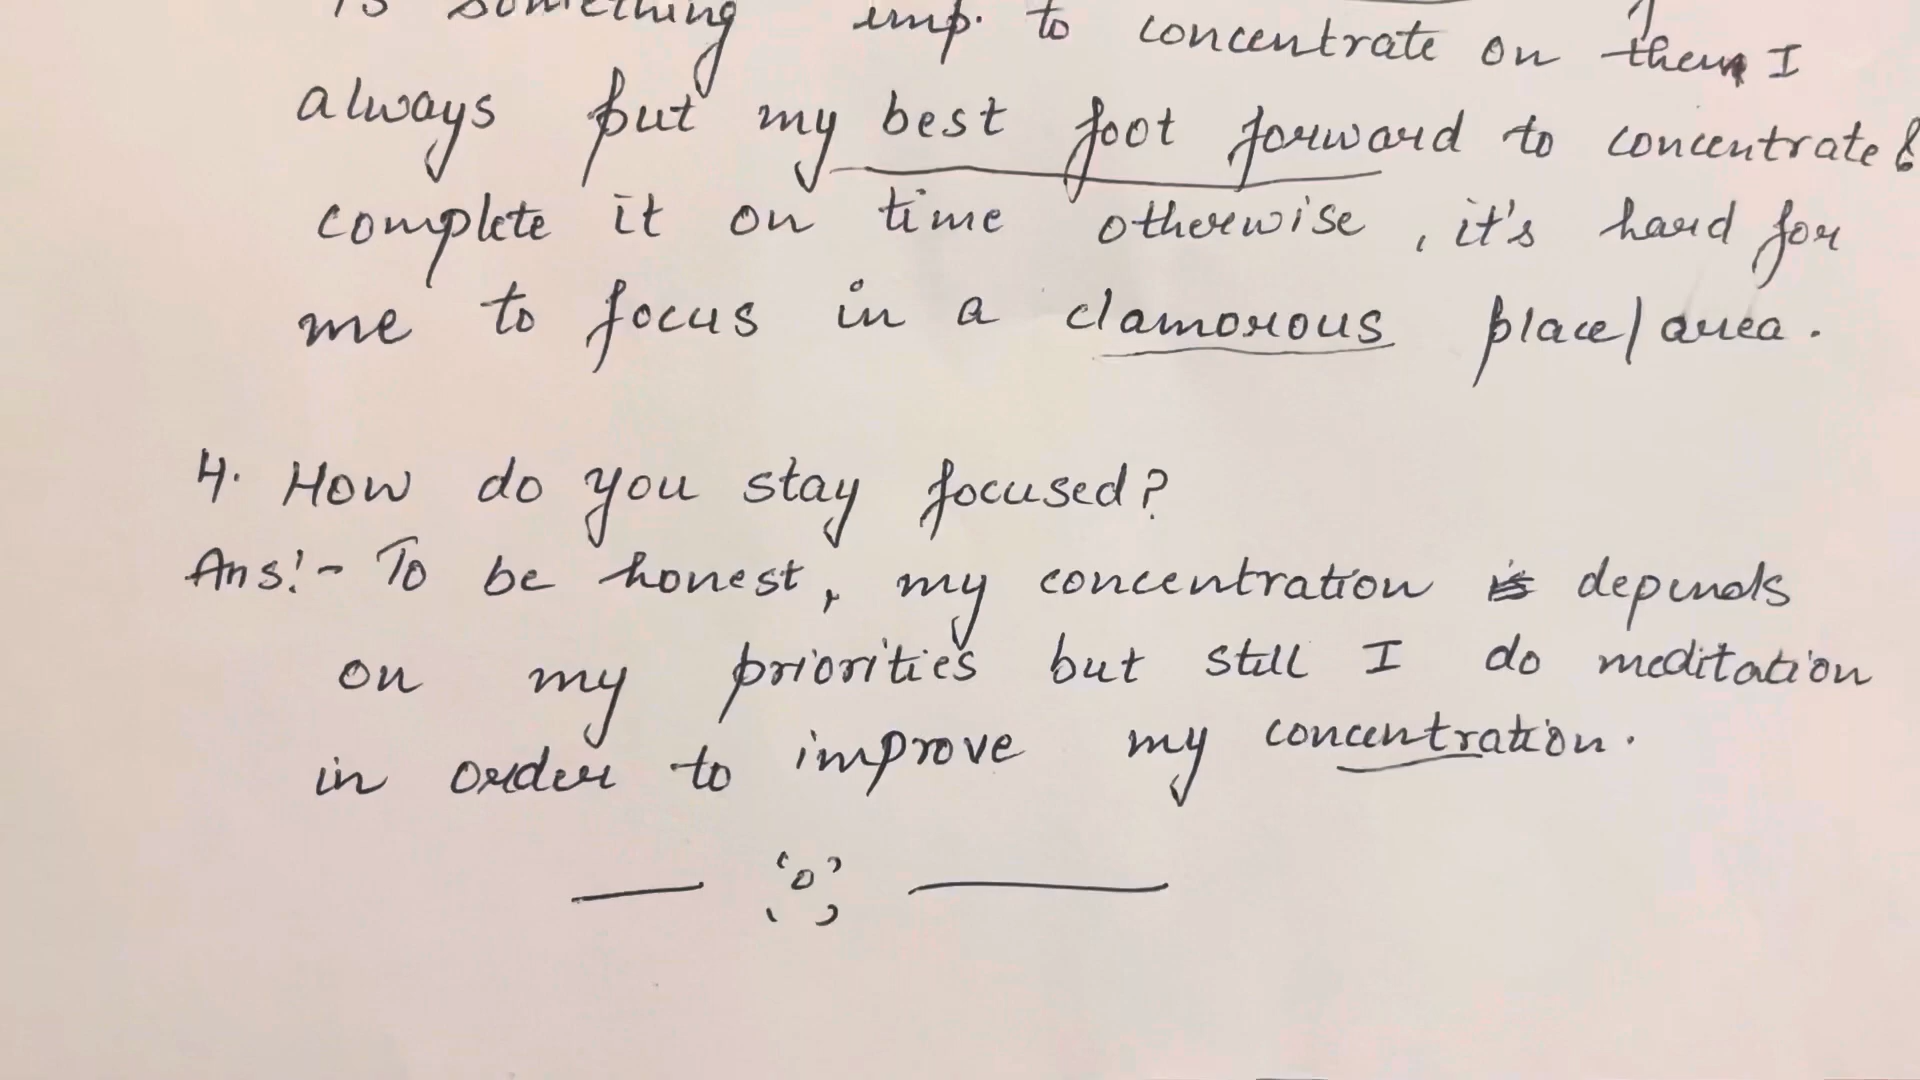 is something imp. to concentrate on then I
always put my best foot forward to concentrate &
complete it on time otherwise, it's hard for
me to focus in a clamorous place/area.
4. How do you stay focused?
Ans:- To be honest, my concentration depends
on my priorities but still I do meditation
in order to improve my concentration.